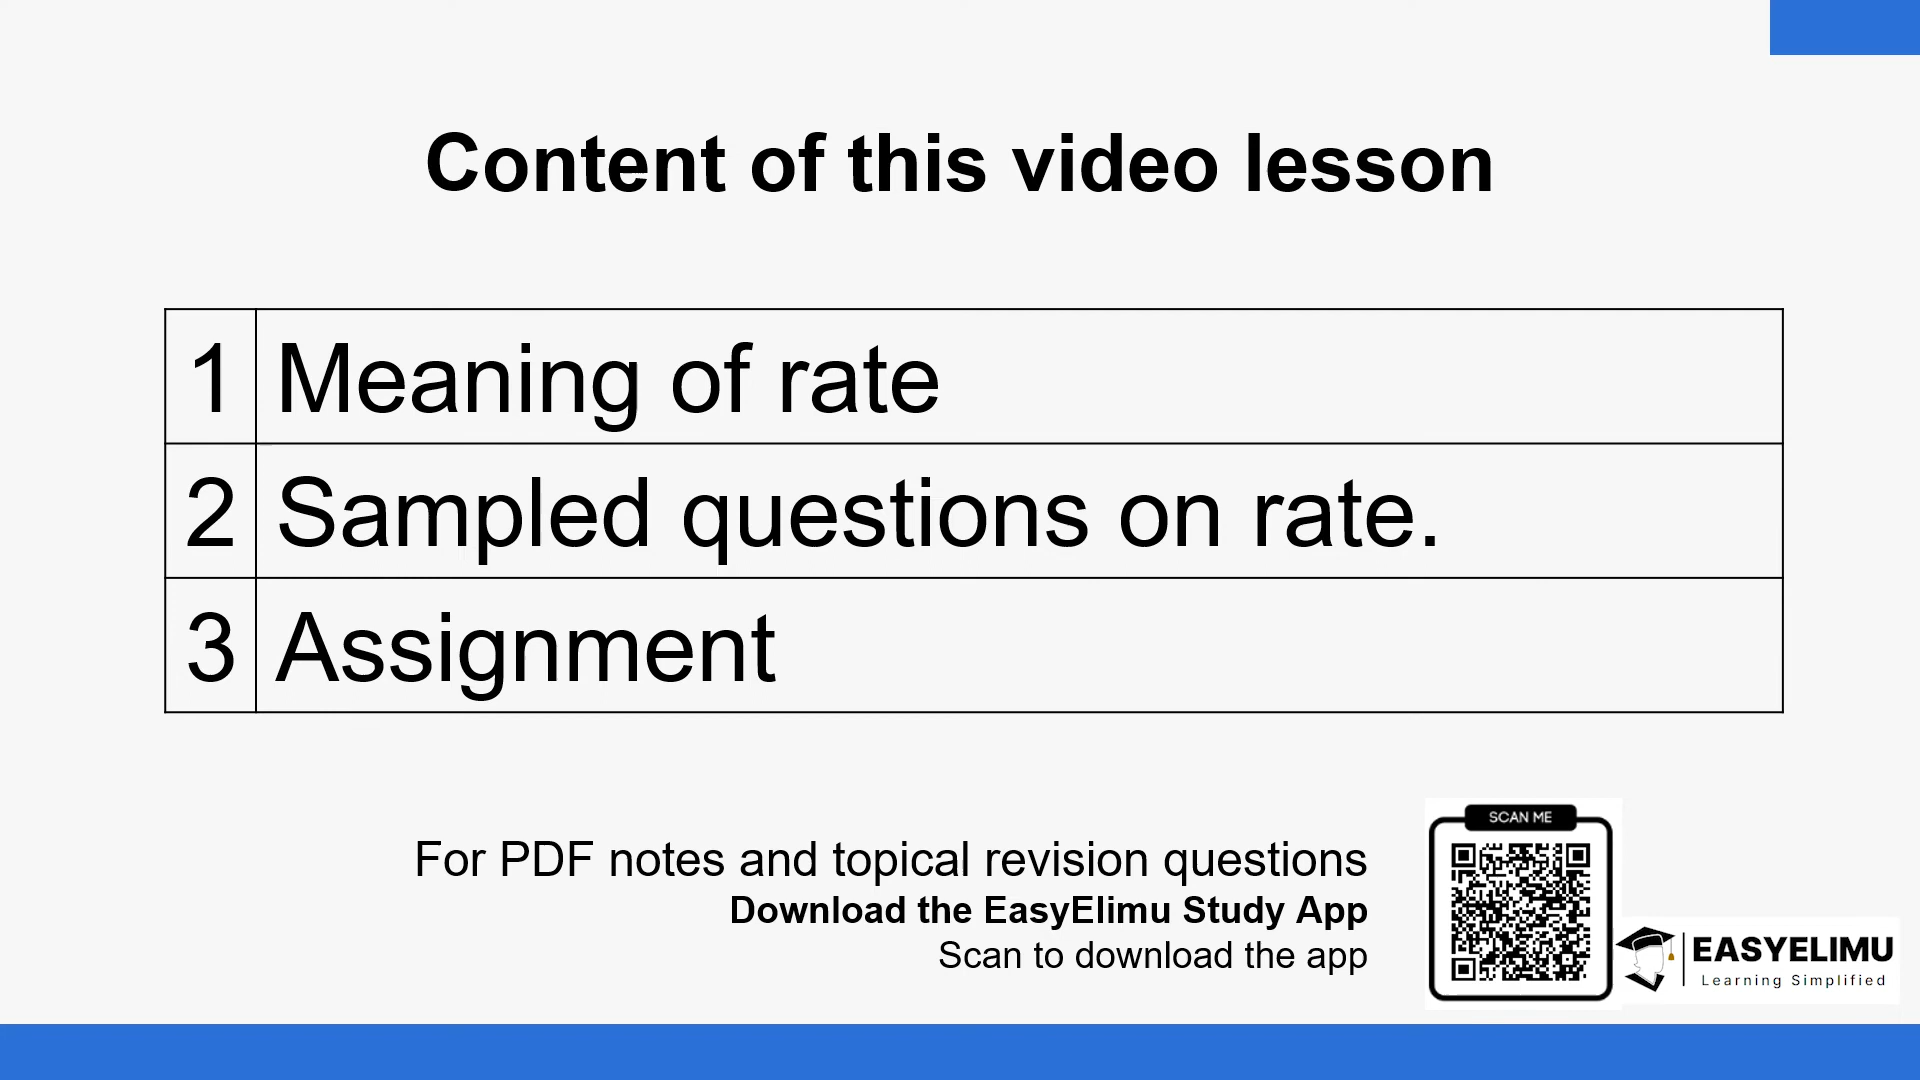 Content of this video lesson
1 Meaning of rate
2 Sampled questions on rate.
3 Assignment
For PDF notes and topical revision questions
Download the EasyElimu Study App
Scan to download the app
SCAN ME
EASYELIMU
Learning Simplified